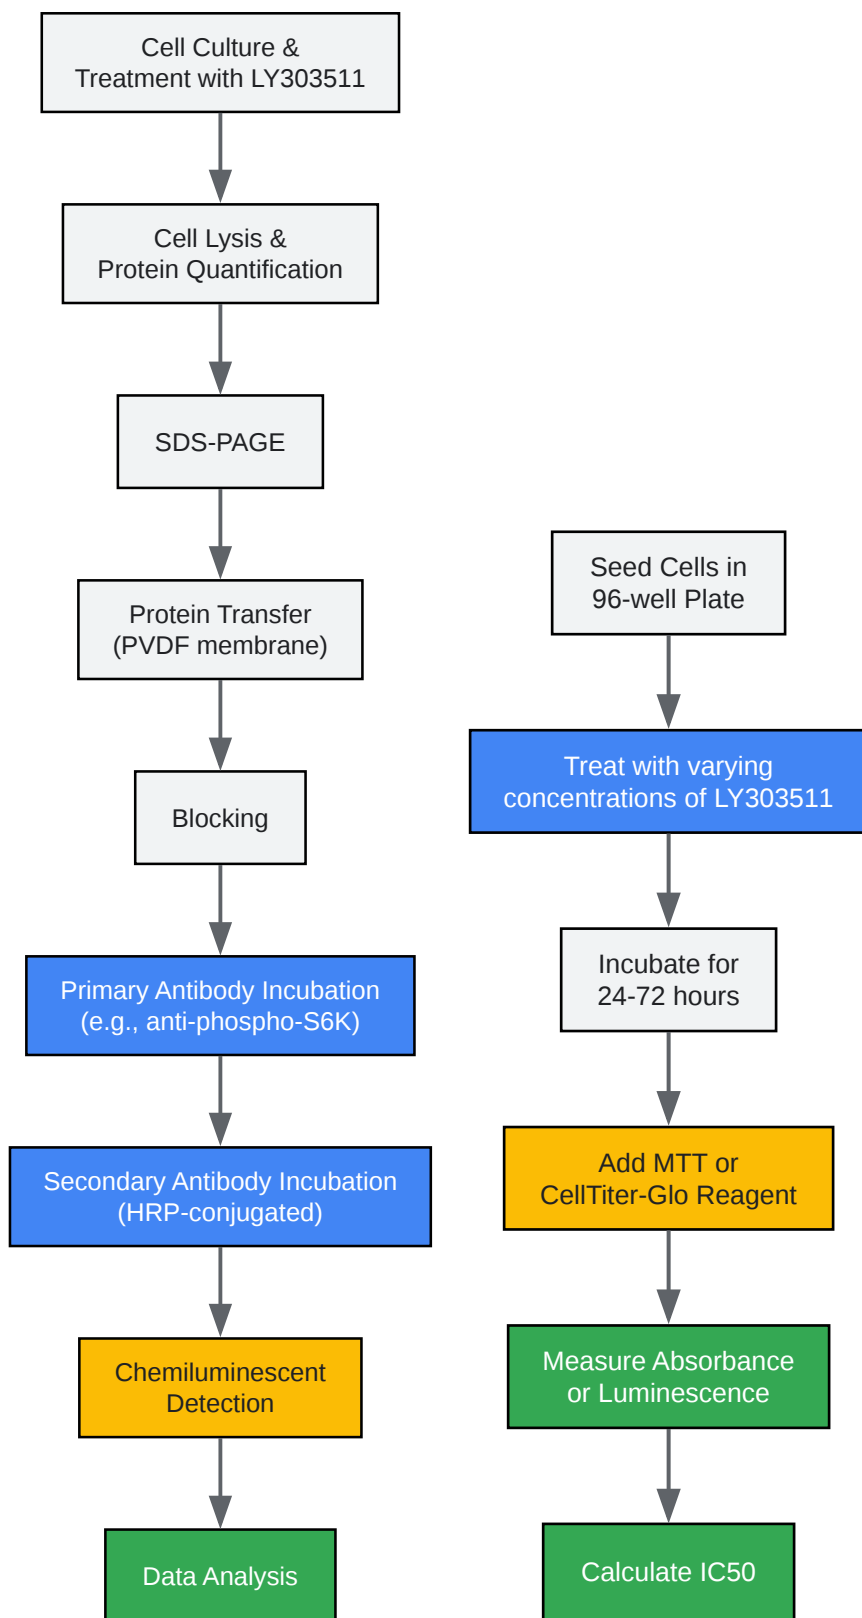 Cell Culture &
Treatment with LY303511
Cell Lysis &
Protein Quantification
SDS-PAGE
Protein Transfer
(PVDF membrane)
Blocking
Primary Antibody Incubation
(e.g., anti-phospho-S6K)
Secondary Antibody Incubation
(HRP-conjugated)
Chemiluminescent
Detection
Data Analysis
Seed Cells in
96-well Plate
Treat with varying
concentrations of LY303511
Incubate for
24-72 hours
Add MTT or
CellTiter-Glo Reagent
Measure Absorbance
or Luminescence
Calculate IC50